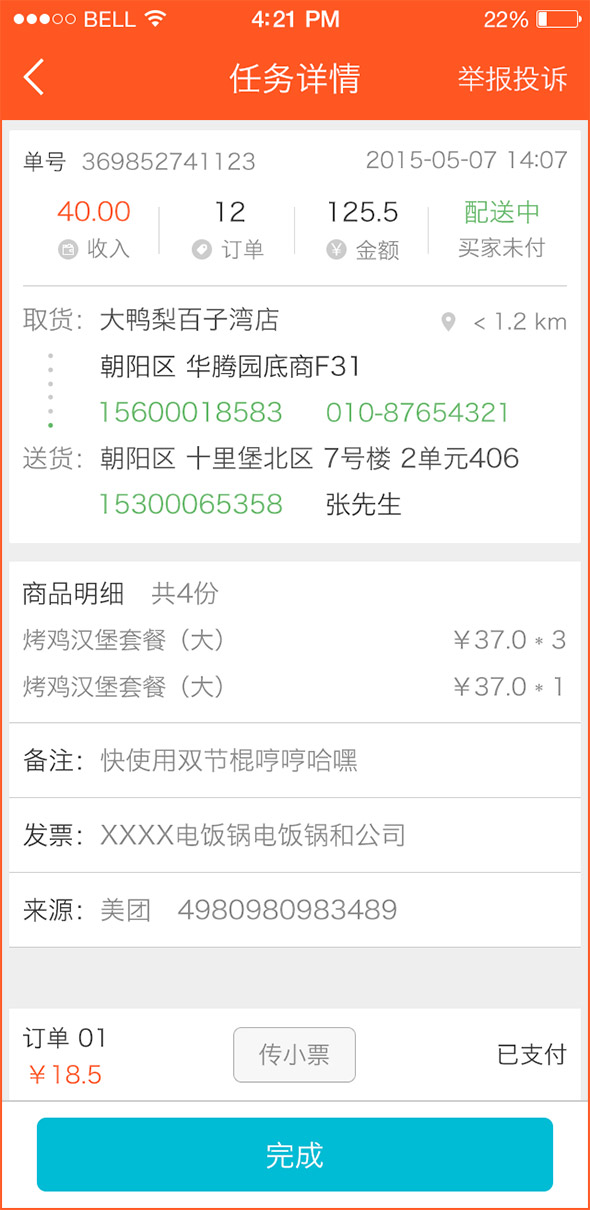 BELL 4:21 PM 22%
任务详情 举报投诉
单号 369852741123 2015-05-07 14:07
40.00 12 125.5 配送中
收入 订单 ¥ 金额 买家未付
取货： 大鸭梨百子湾店 < 1.2 km
朝阳区 华腾园底商F31
15600018583 010-87654321
送货： 朝阳区 十里堡北区 7号楼 2单元406
15300065358 张先生
商品明细 共4份
烤鸡汉堡套餐（大） ￥37.0 * 3
烤鸡汉堡套餐（大） ￥37.0 * 1
备注： 快使用双节棍哼哼哈嘿
发票： XXXX电饭锅电饭锅和公司
来源： 美团 4980980983489
订单 01 传小票 已支付
￥18.5
完成